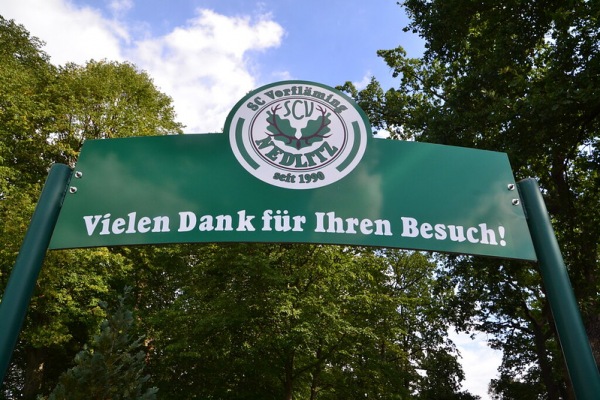 SC Vorfläming
SCV
NEDLITZ
seit 1990
Vielen Dank für Ihren Besuch!